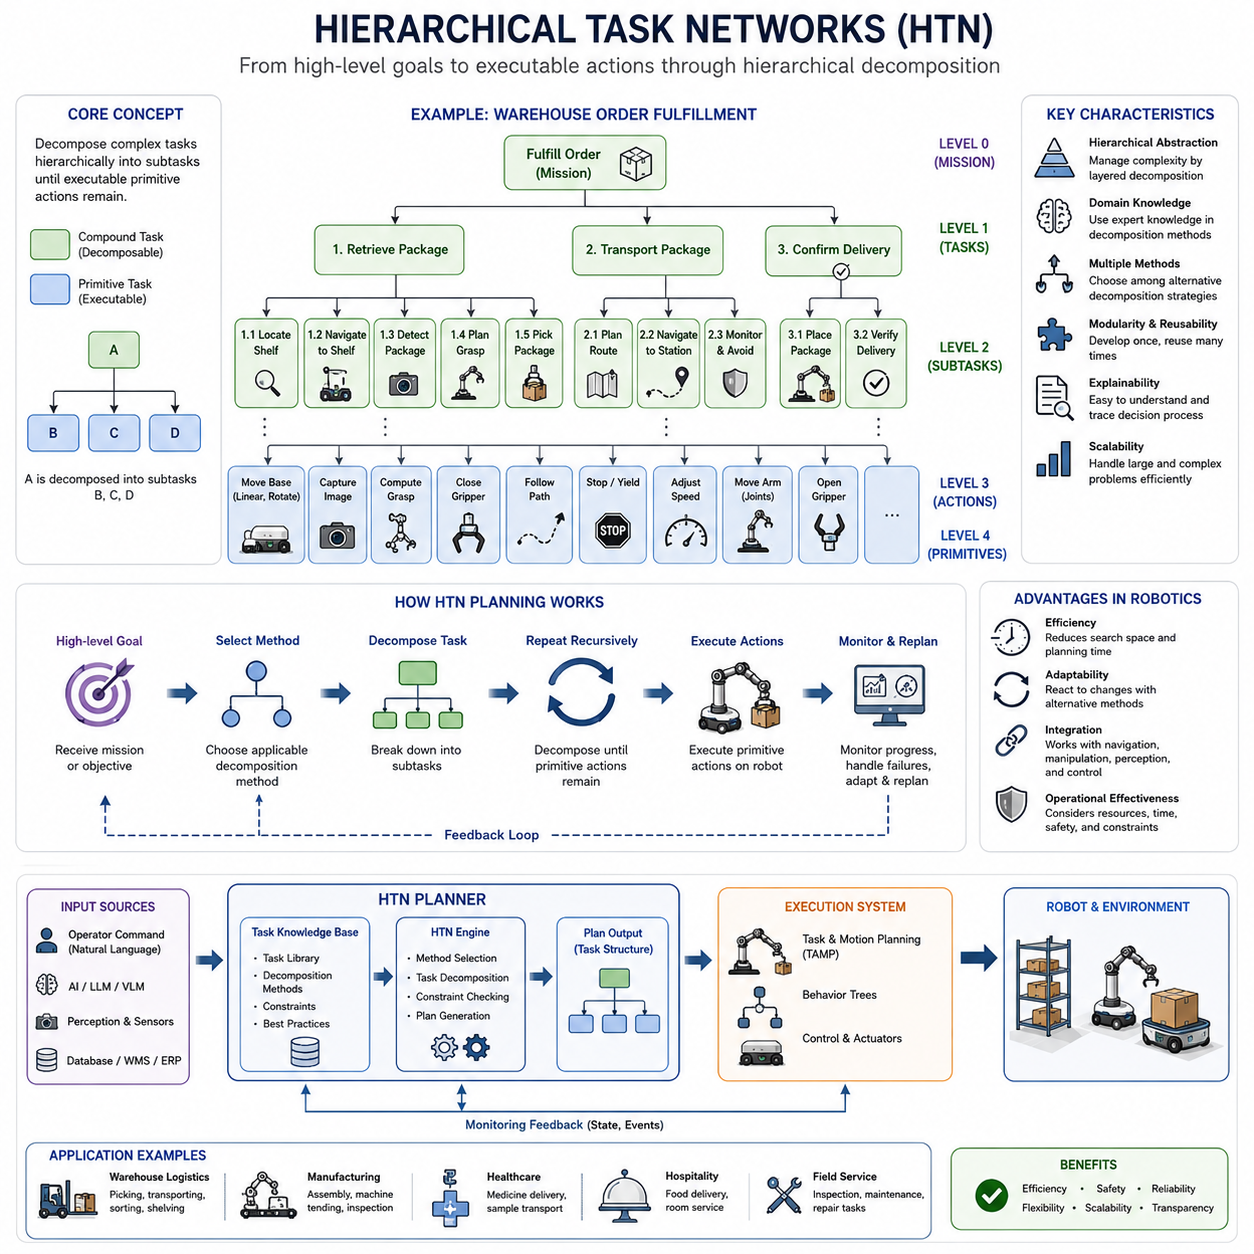 HIERARCHICAL TASK NETWORKS (HTN)
From high-level goals to executable actions through hierarchical decomposition
CORE CONCEPT
Decompose complex tasks
hierarchically into subtasks
until executable primitive
actions remain.
Compound Task
(Decomposable)
Primitive Task
(Executable)
A
B
C
D
A is decomposed into subtasks
B, C, D
EXAMPLE: WAREHOUSE ORDER FULFILLMENT
Fulfill Order
(Mission)
LEVEL 0
(MISSION)
1. Retrieve Package
2. Transport Package
3. Confirm Delivery
LEVEL 1
(TASKS)
1.1 Locate
Shelf
1.2 Navigate
to Shelf
1.3 Detect
Package
1.4 Plan
Grasp
1.5 Pick
Package
2.1 Plan
Route
2.2 Navigate
to Station
2.3 Monitor
& Avoid
3.1 Place
Package
3.2 Verify
Delivery
LEVEL 2
(SUBTASKS)
Move Base
(Linear, Rotate)
Capture
Image
Compute
Grasp
Close
Gripper
Follow
Path
Stop / Yield
STOP
Adjust
Speed
Move Arm
(Joints)
Open
Gripper
...
LEVEL 3
(ACTIONS)
LEVEL 4
(PRIMITIVES)
KEY CHARACTERISTICS
Hierarchical Abstraction
Manage complexity by
layered decomposition
Domain Knowledge
Use expert knowledge in
decomposition methods
Multiple Methods
Choose among alternative
decomposition strategies
Modularity & Reusability
Develop once, reuse many
times
Explainability
Easy to understand and
trace decision process
Scalability
Handle large and complex
problems efficiently
HOW HTN PLANNING WORKS
High-level Goal
Receive mission
or objective
Select Method
Choose applicable
decomposition
method
Decompose Task
Break down into
subtasks
Repeat Recursively
Decompose until
primitive actions
remain
Execute Actions
Execute primitive
actions on robot
Monitor & Replan
Monitor progress,
handle failures,
adapt & replan
Feedback Loop
ADVANTAGES IN ROBOTICS
Efficiency
Reduces search space and
planning time
Adaptability
React to changes with
alternative methods
Integration
Works with navigation,
manipulation, perception,
and control
Operational Effectiveness
Considers resources, time,
safety, and constraints
INPUT SOURCES
Operator Command
(Natural Language)
AI / LLM / VLM
Perception & Sensors
Database / WMS / ERP
HTN PLANNER
Task Knowledge Base
• Task Library
• Decomposition
Methods
• Constraints
• Best Practices
HTN Engine
• Method Selection
• Task Decomposition
• Constraint Checking
• Plan Generation
Plan Output
(Task Structure)
EXECUTION SYSTEM
Task & Motion Planning
(TAMP)
Behavior Trees
Control & Actuators
ROBOT & ENVIRONMENT
Monitoring Feedback (State, Events)
APPLICATION EXAMPLES
Warehouse Logistics
Picking, transporting,
sorting, shelving
Manufacturing
Assembly, machine
tending, inspection
Healthcare
Medicine delivery,
sample transport
Hospitality
Food delivery,
room service
Field Service
Inspection, maintenance,
repair tasks
BENEFITS
Efficiency • Safety • Reliability
Flexibility • Scalability • Transparency